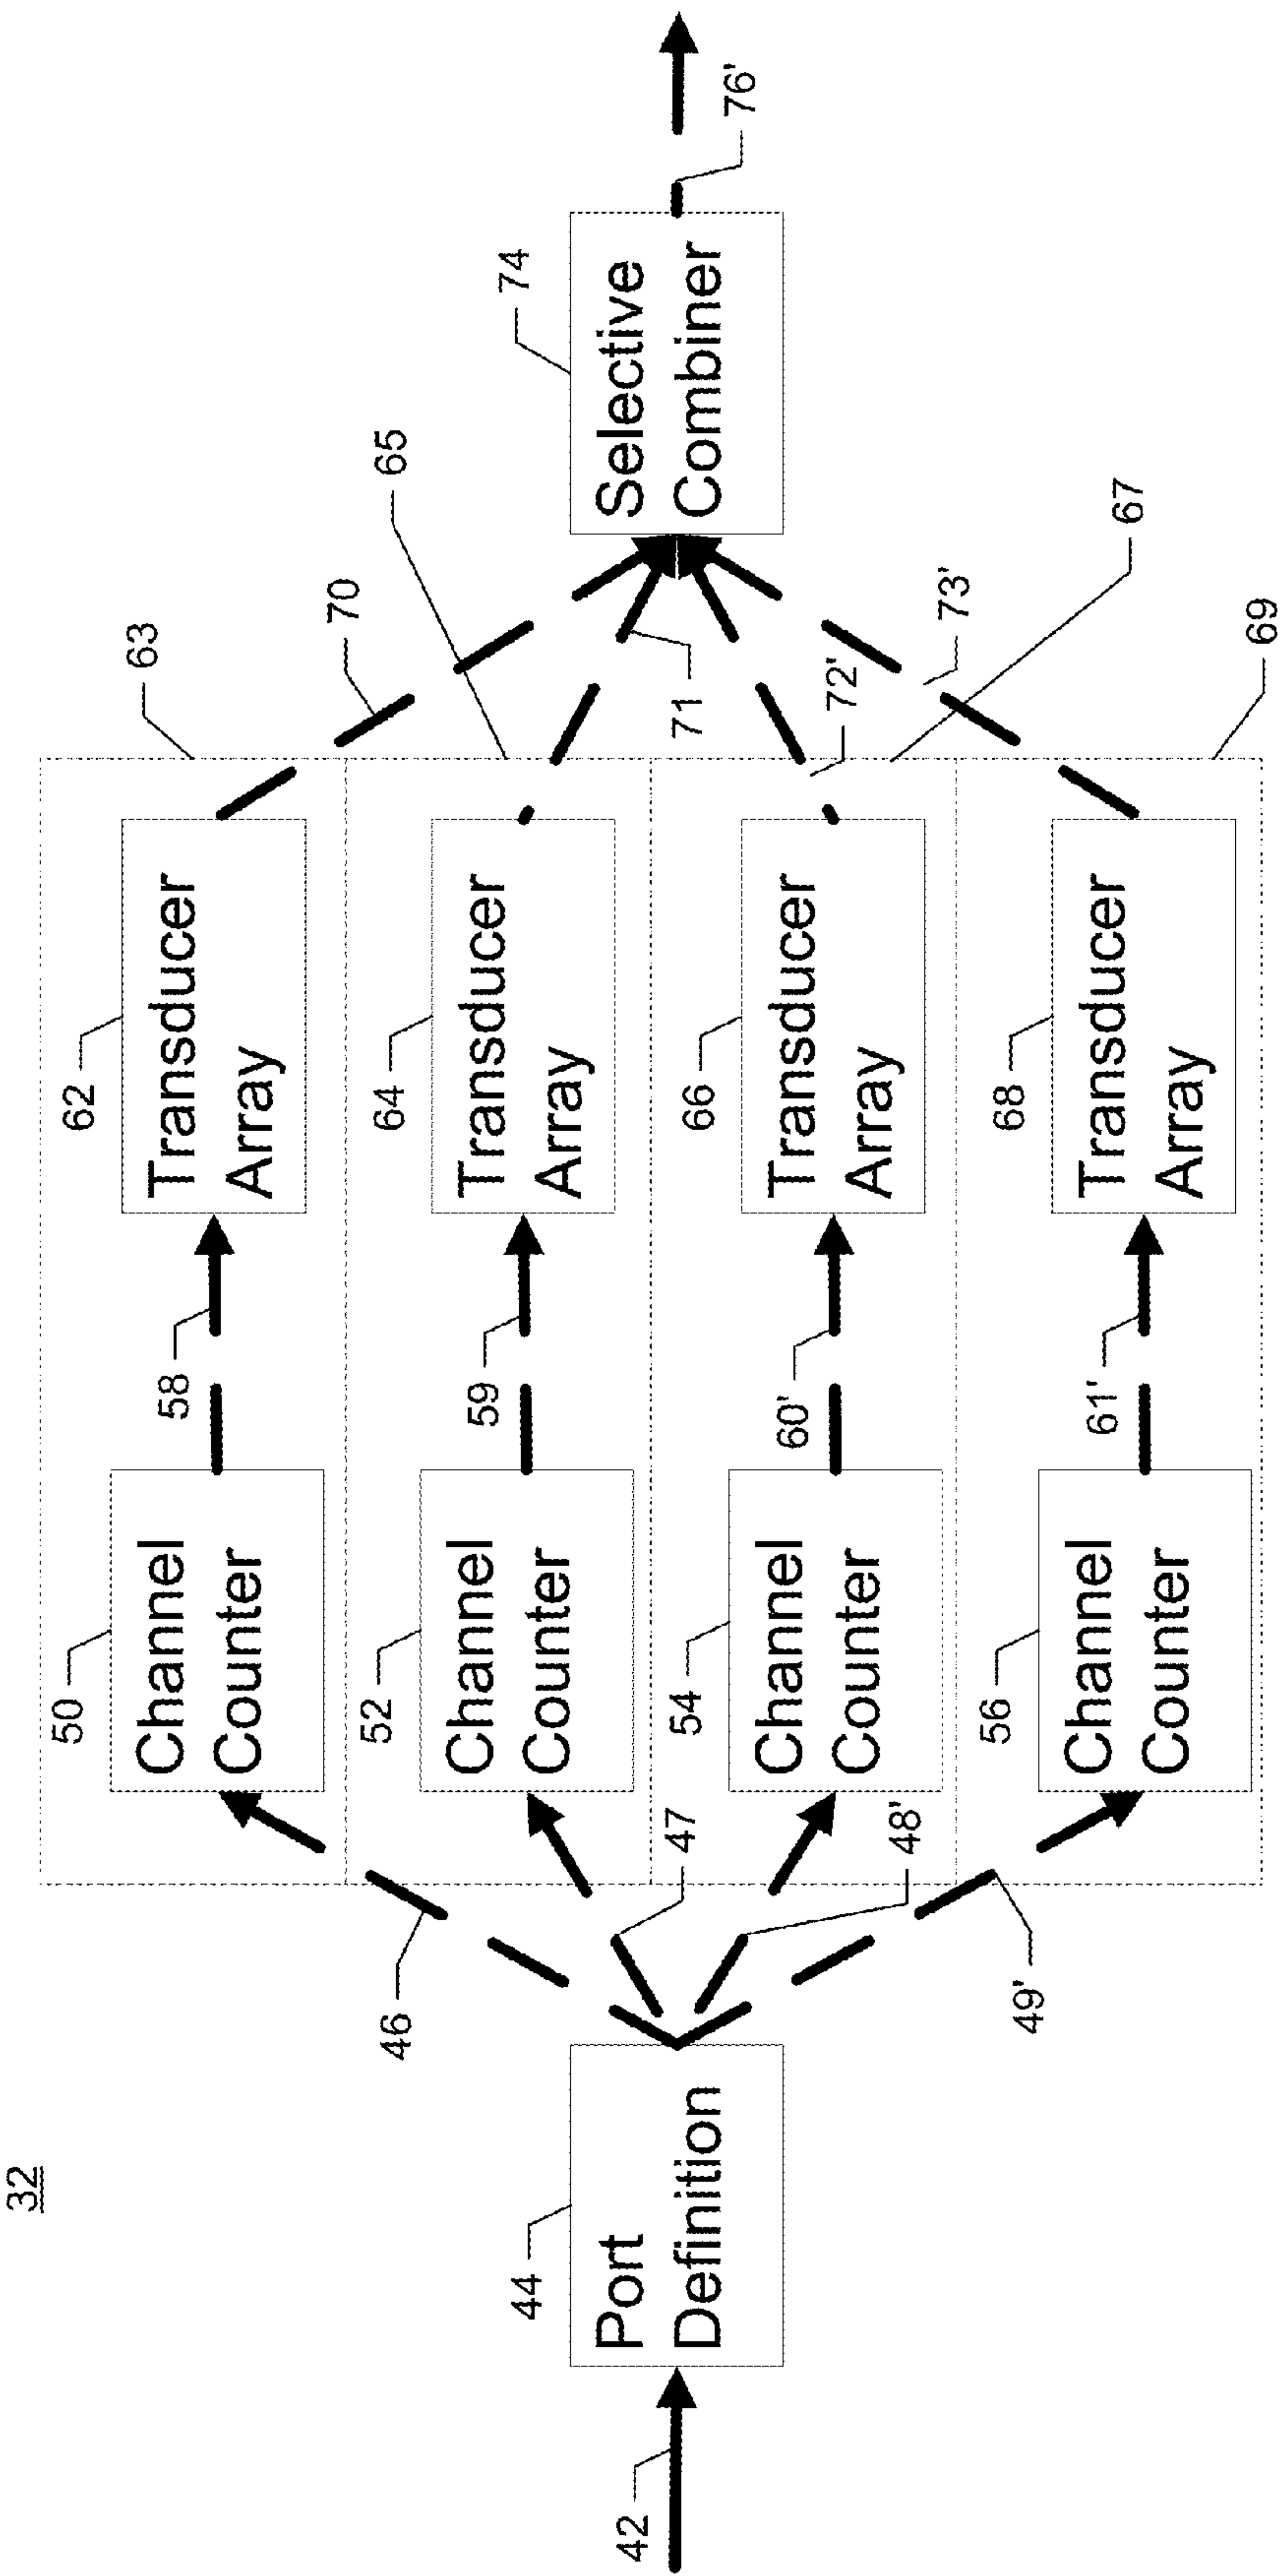 32
42
44
Port
Definition
46
47
48'
49'
50
Channel
Counter
58
62
Transducer
Array
63
70
52
Channel
Counter
59
64
Transducer
Array
65
71
54
Channel
Counter
60'
66
Transducer
Array
67
72'
56
Channel
Counter
61'
68
Transducer
Array
69
73'
74
Selective
Combiner
76'